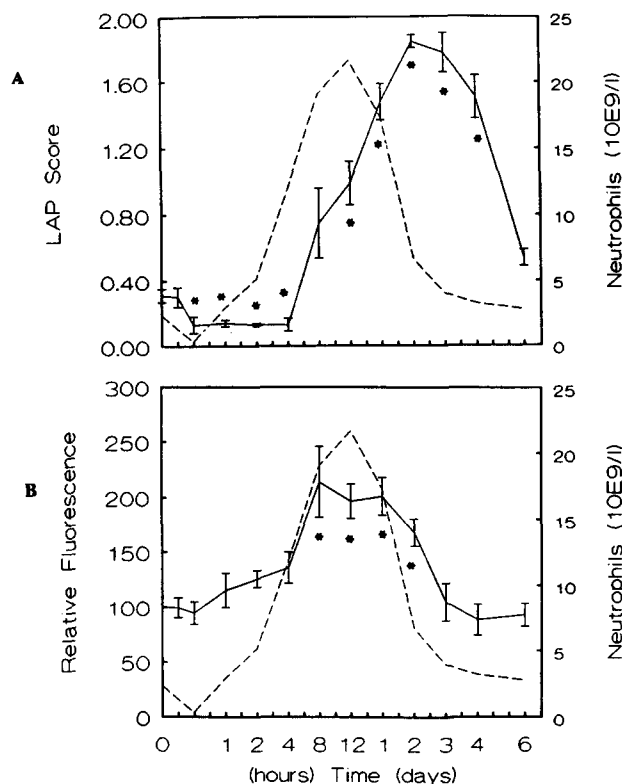 A
2.00
1.60
1.20
0.80
0.40
0.00
LAP Score
25
20
15
10
5
0
Neutrophils (10E9/l)
* * * * * * * * *
B
300
250
200
150
100
50
0
Relative Fluorescence
25
20
15
10
5
0
Neutrophils (10E9/l)
* * * *
0 1 2 4 8 12 1 2 3 4 6
(hours) Time (days)